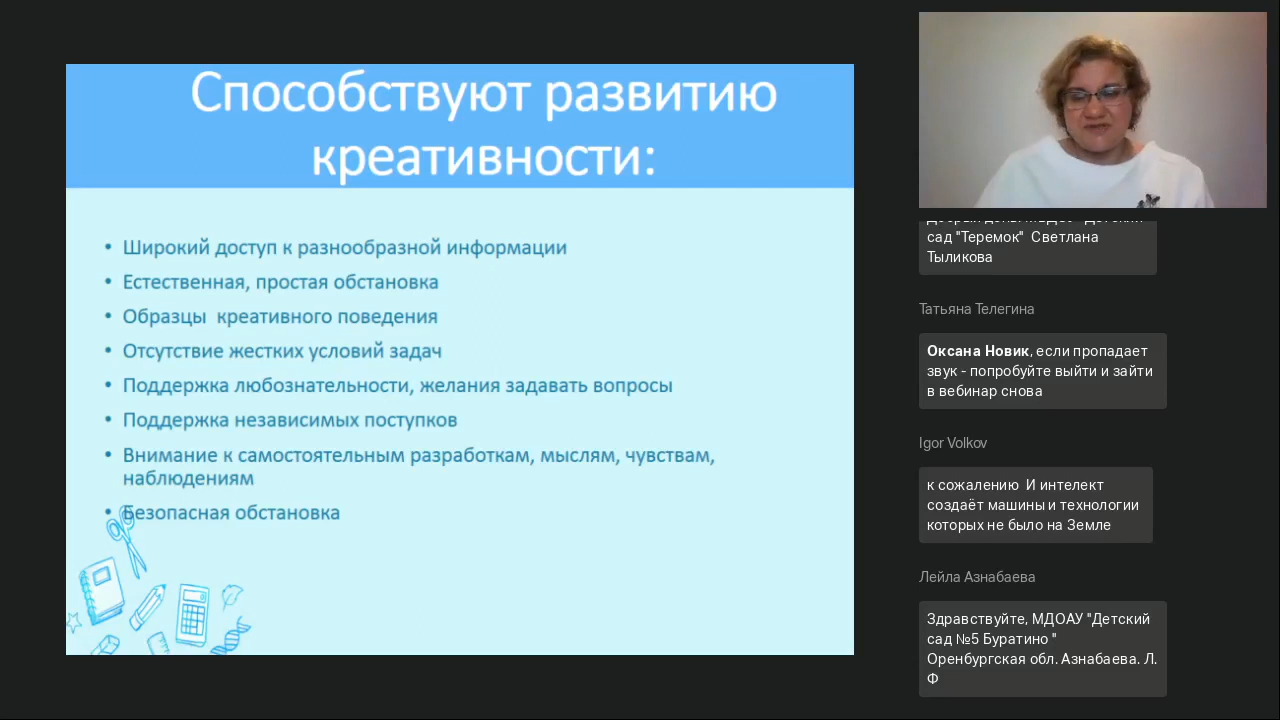 Способствуют развитию
креативности:
• Широкий доступ к разнообразной информации
• Естественная, простая обстановка
• Образцы креативного поведения
• Отсутствие жестких условий задач
• Поддержка любознательности, желания задавать вопросы
• Поддержка независимых поступков
• Внимание к самостоятельным разработкам, мыслям, чувствам,
наблюдениям
• Безопасная обстановка
сад "Теремок" Светлана
Тыликова
Татьяна Телегина
Оксана Новик, если пропадает
звук - попробуйте выйти и зайти
в вебинар снова
Igor Volkov
к сожалению И интелект
создаёт машины и технологии
которых не было на Земле
Лейла Азнабаева
Здравствуйте, МДОАУ "Детский
сад №5 Буратино "
Оренбургская обл. Азнабаева. Л.
Ф